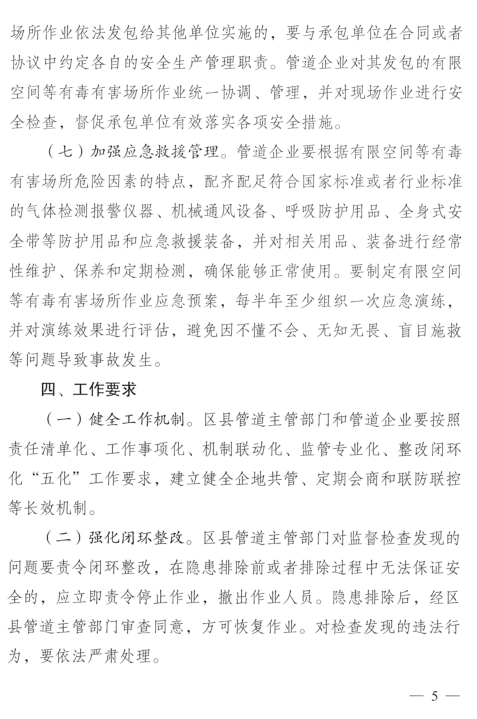 场所作业依法发包给其他单位实施的，要与承包单位在合同或者
协议中约定各自的安全生产管理职责。管道企业对其发包的有限
空间等有毒有害场所作业统一协调、管理，并对现场作业进行安
全检查，督促承包单位有效落实各项安全措施。
（七）加强应急救援管理。管道企业要根据有限空间等有毒
有害场所危险因素的特点，配齐配足符合国家标准或者行业标准
的气体检测报警仪器、机械通风设备、呼吸防护用品、全身式安
全带等防护用品和应急救援装备，并对相关用品、装备进行经常
性维护、保养和定期检测，确保能够正常使用。要制定有限空间
等有毒有害场所作业应急预案，每半年至少组织一次应急演练，
并对演练效果进行评估，避免因不懂不会、无知无畏、盲目施救
等问题导致事故发生。
四、工作要求
（一）健全工作机制。区县管道主管部门和管道企业要按照
责任清单化、工作事项化、机制联动化、监管专业化、整改闭环
化“五化”工作要求，建立健全企地共管、定期会商和联防联控
等长效机制。
（二）强化闭环整改。区县管道主管部门对监督检查发现的
问题要责令闭环整改，在隐患排除前或者排除过程中无法保证安
全的，应立即责令停止作业，撤出作业人员。隐患排除后，经区
县管道主管部门审查同意，方可恢复作业。对检查发现的违法行
为，要依法严肃处理。
— 5 —